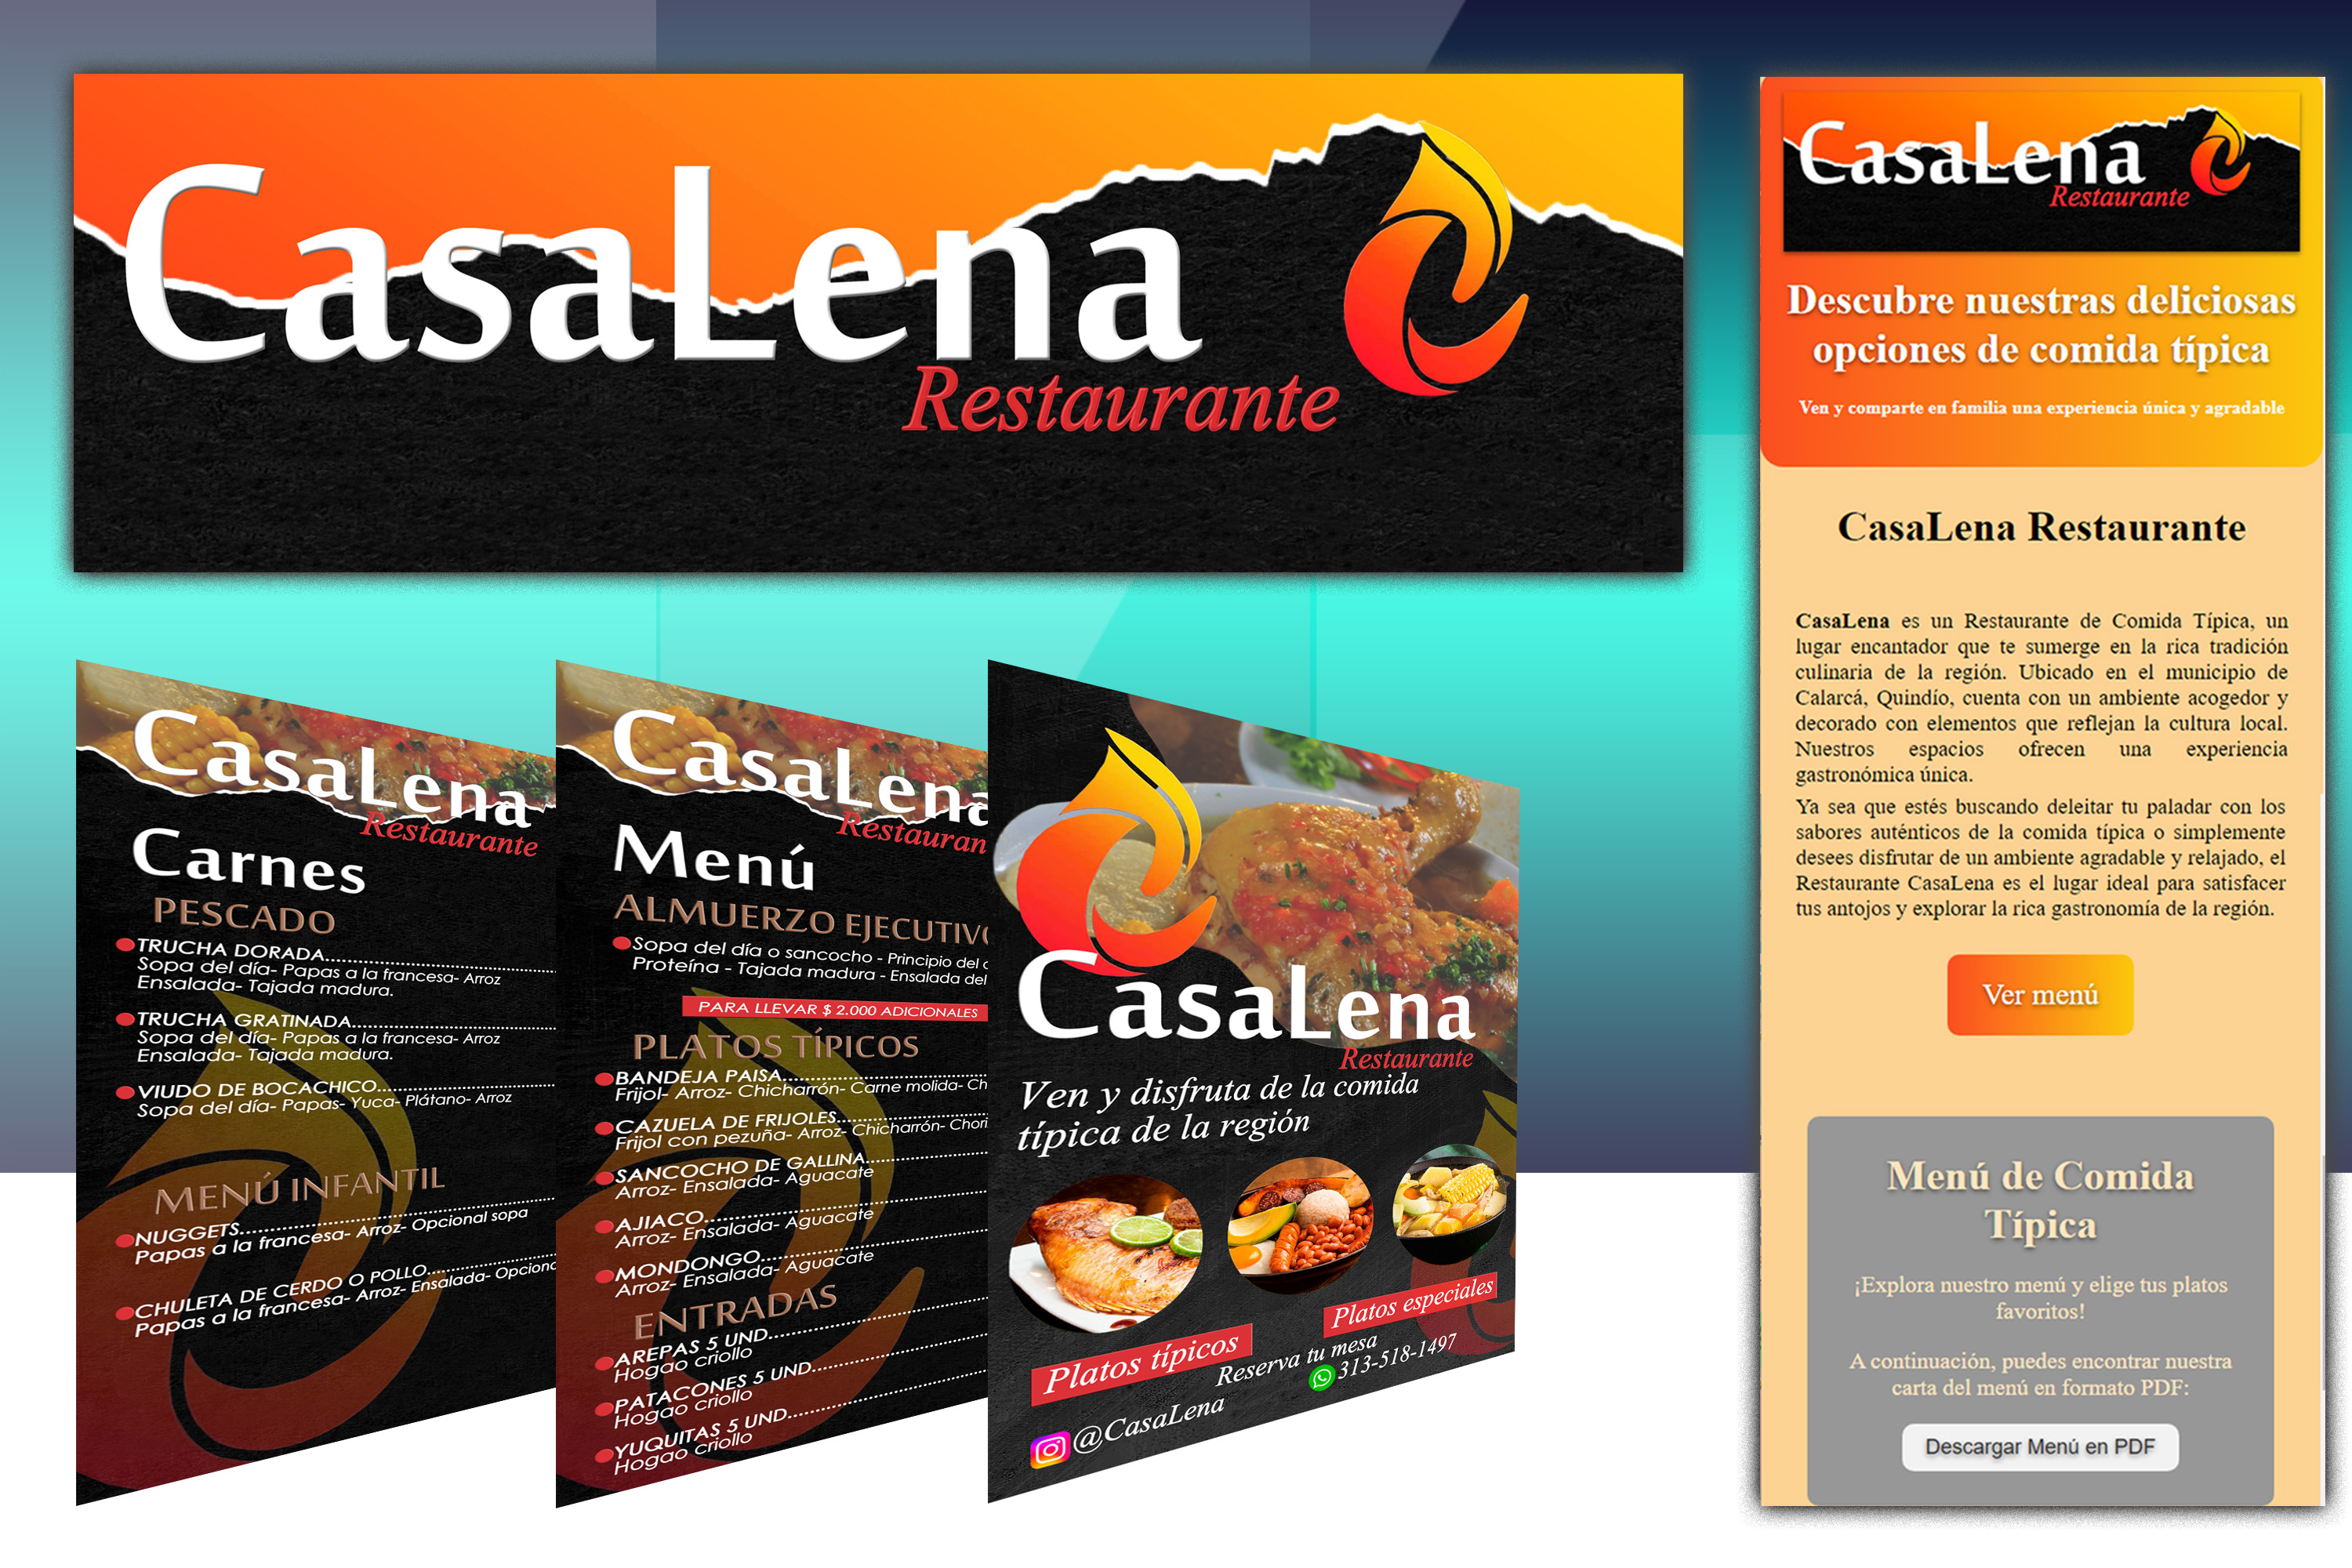 CasaLena
Restaurante
CasaLena
Restaurante
Carnes
PESCADO
TRUCHA DORADA
Sopa del día- Papas a la francesa- Arroz
Ensalada- Tajada madura.
TRUCHA GRATINADA
Sopa del día- Papas a la francesa- Arroz
Ensalada- Tajada madura.
VIUDO DE BOCACHICO
Sopa del día- Papas- Yuca- Plátano- Arroz
MENÚ INFANTIL
NUGGETS
Papas a la francesa- Arroz- Opcional sopa
CHULETA DE CERDO O POLLO
Papas a la francesa- Arroz- Ensalada- Opciona
CasaLena
Restauran
Menú
ALMUERZO EJECUTIVO
Sopa del día o sancocho - Principio del
Proteína - Tajada madura - Ensalada del
PARA LLEVAR $ 2.000 ADICIONALES
PLATOS TÍPICOS
BANDEJA PAISA
Frijol- Arroz- Chicharrón- Carne molida- Ch
CAZUELA DE FRIJOLES
Frijol con pezuña- Arroz- Chicharrón- Chori
SANCOCHO DE GALLINA
Arroz- Ensalada- Aguacate
AJIACO
Arroz- Ensalada- Aguacate
MONDONGO
Arroz- Ensalada- Aguacate
ENTRADAS
AREPAS 5 UND
Hogao criollo
PATACONES 5 UND
Hogao criollo
YUQUITAS 5 UND
Hogao criollo
CasaLena
Restaurante
Ven y disfruta de la comida
típica de la región
Platos típicos
Platos especiales
Reserva tu mesa
313-518-1497
@CasaLena
CasaLena
Restaurante
Descubre nuestras deliciosas
opciones de comida típica
Ven y comparte en familia una experiencia única y agradable
CasaLena Restaurante
CasaLena es un Restaurante de Comida Típica, un
lugar encantador que te sumerge en la rica tradición
culinaria de la región. Ubicado en el municipio de
Calarcá, Quindío, cuenta con un ambiente acogedor y
decorado con elementos que reflejan la cultura local.
Nuestros espacios ofrecen una experiencia
gastronómica única.
Ya sea que estés buscando deleitar tu paladar con los
sabores auténticos de la comida típica o simplemente
desees disfrutar de un ambiente agradable y relajado, el
Restaurante CasaLena es el lugar ideal para satisfacer
tus antojos y explorar la rica gastronomía de la región.
Ver menú
Menú de Comida
Típica
¡Explora nuestro menú y elige tus platos
favoritos!
A continuación, puedes encontrar nuestra
carta del menú en formato PDF:
Descargar Menú en PDF